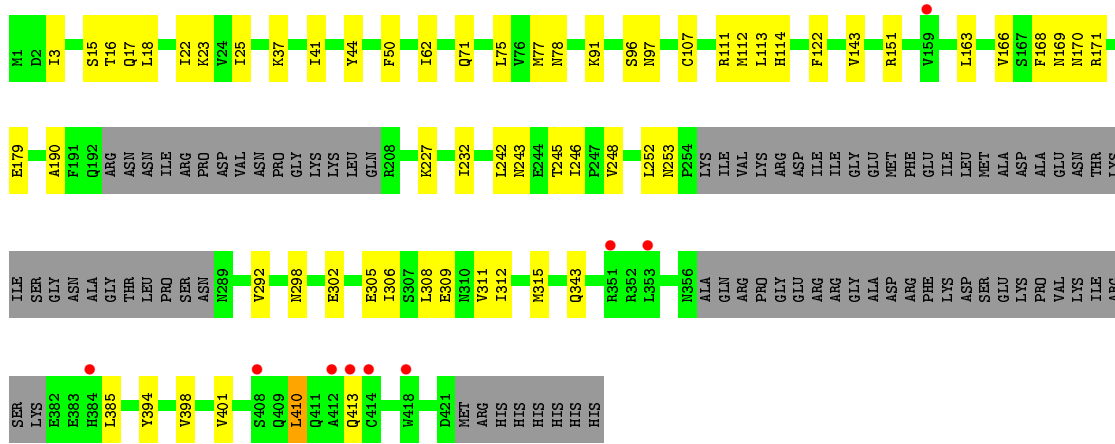 M1 D2 I3 S15 T16 Q17 L18 I22 K23 V24 I25 K37 I41 Y44 F50 I62 Q71 L75 V76 M77 N78 K91 S96 N97 C107 R111 M112 L113 H114 F122 V143 R151 V159 L163 V166 S167 F168 N169 N170 R171
E179 A190 F191 Q192 ARG ASN ASN ILE ARG PRO ASP VAL ASN PRO GLY LYS LYS LEU GLN R208 K227 I232 L242 N243 E244 T245 I246 P247 V248 L252 N253 P254 LYS ILE VAL LYS ARG ASP ILE ILE GLY GLU MET PHE GLU ILE LEU MET ALA ASP ALA GLU ASN THR LYS
ILE SER GLY ASN ALA GLY THR LEU PRO SER ASN N289 V292 N298 E302 E305 I306 S307 L308 E309 N310 V311 I312 M315 Q343 R351 R352 L353 N356 ALA GLN ARG PRO GLY GLU ARG ARG GLY ALA ASP ARG PHE LYS ASP SER GLU LYS PRO VAL LYS ILE ARG
SER LYS E382 E383 H384 L385 Y394 V398 V401 S408 Q409 L410 Q411 A412 Q413 C414 W418 D421 MET ARG HIS HIS HIS HIS HIS HIS